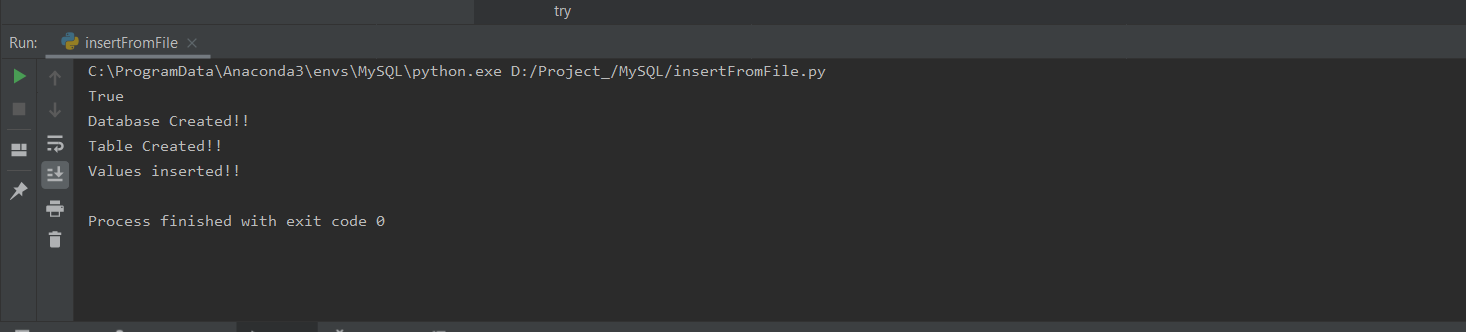 try
Run: insertFromFile
C:\ProgramData\Anaconda3\envs\MySQL\python.exe D:/Project_/MySQL/insertFromFile.py
True
Database Created!!
Table Created!!
Values inserted!!
Process finished with exit code 0